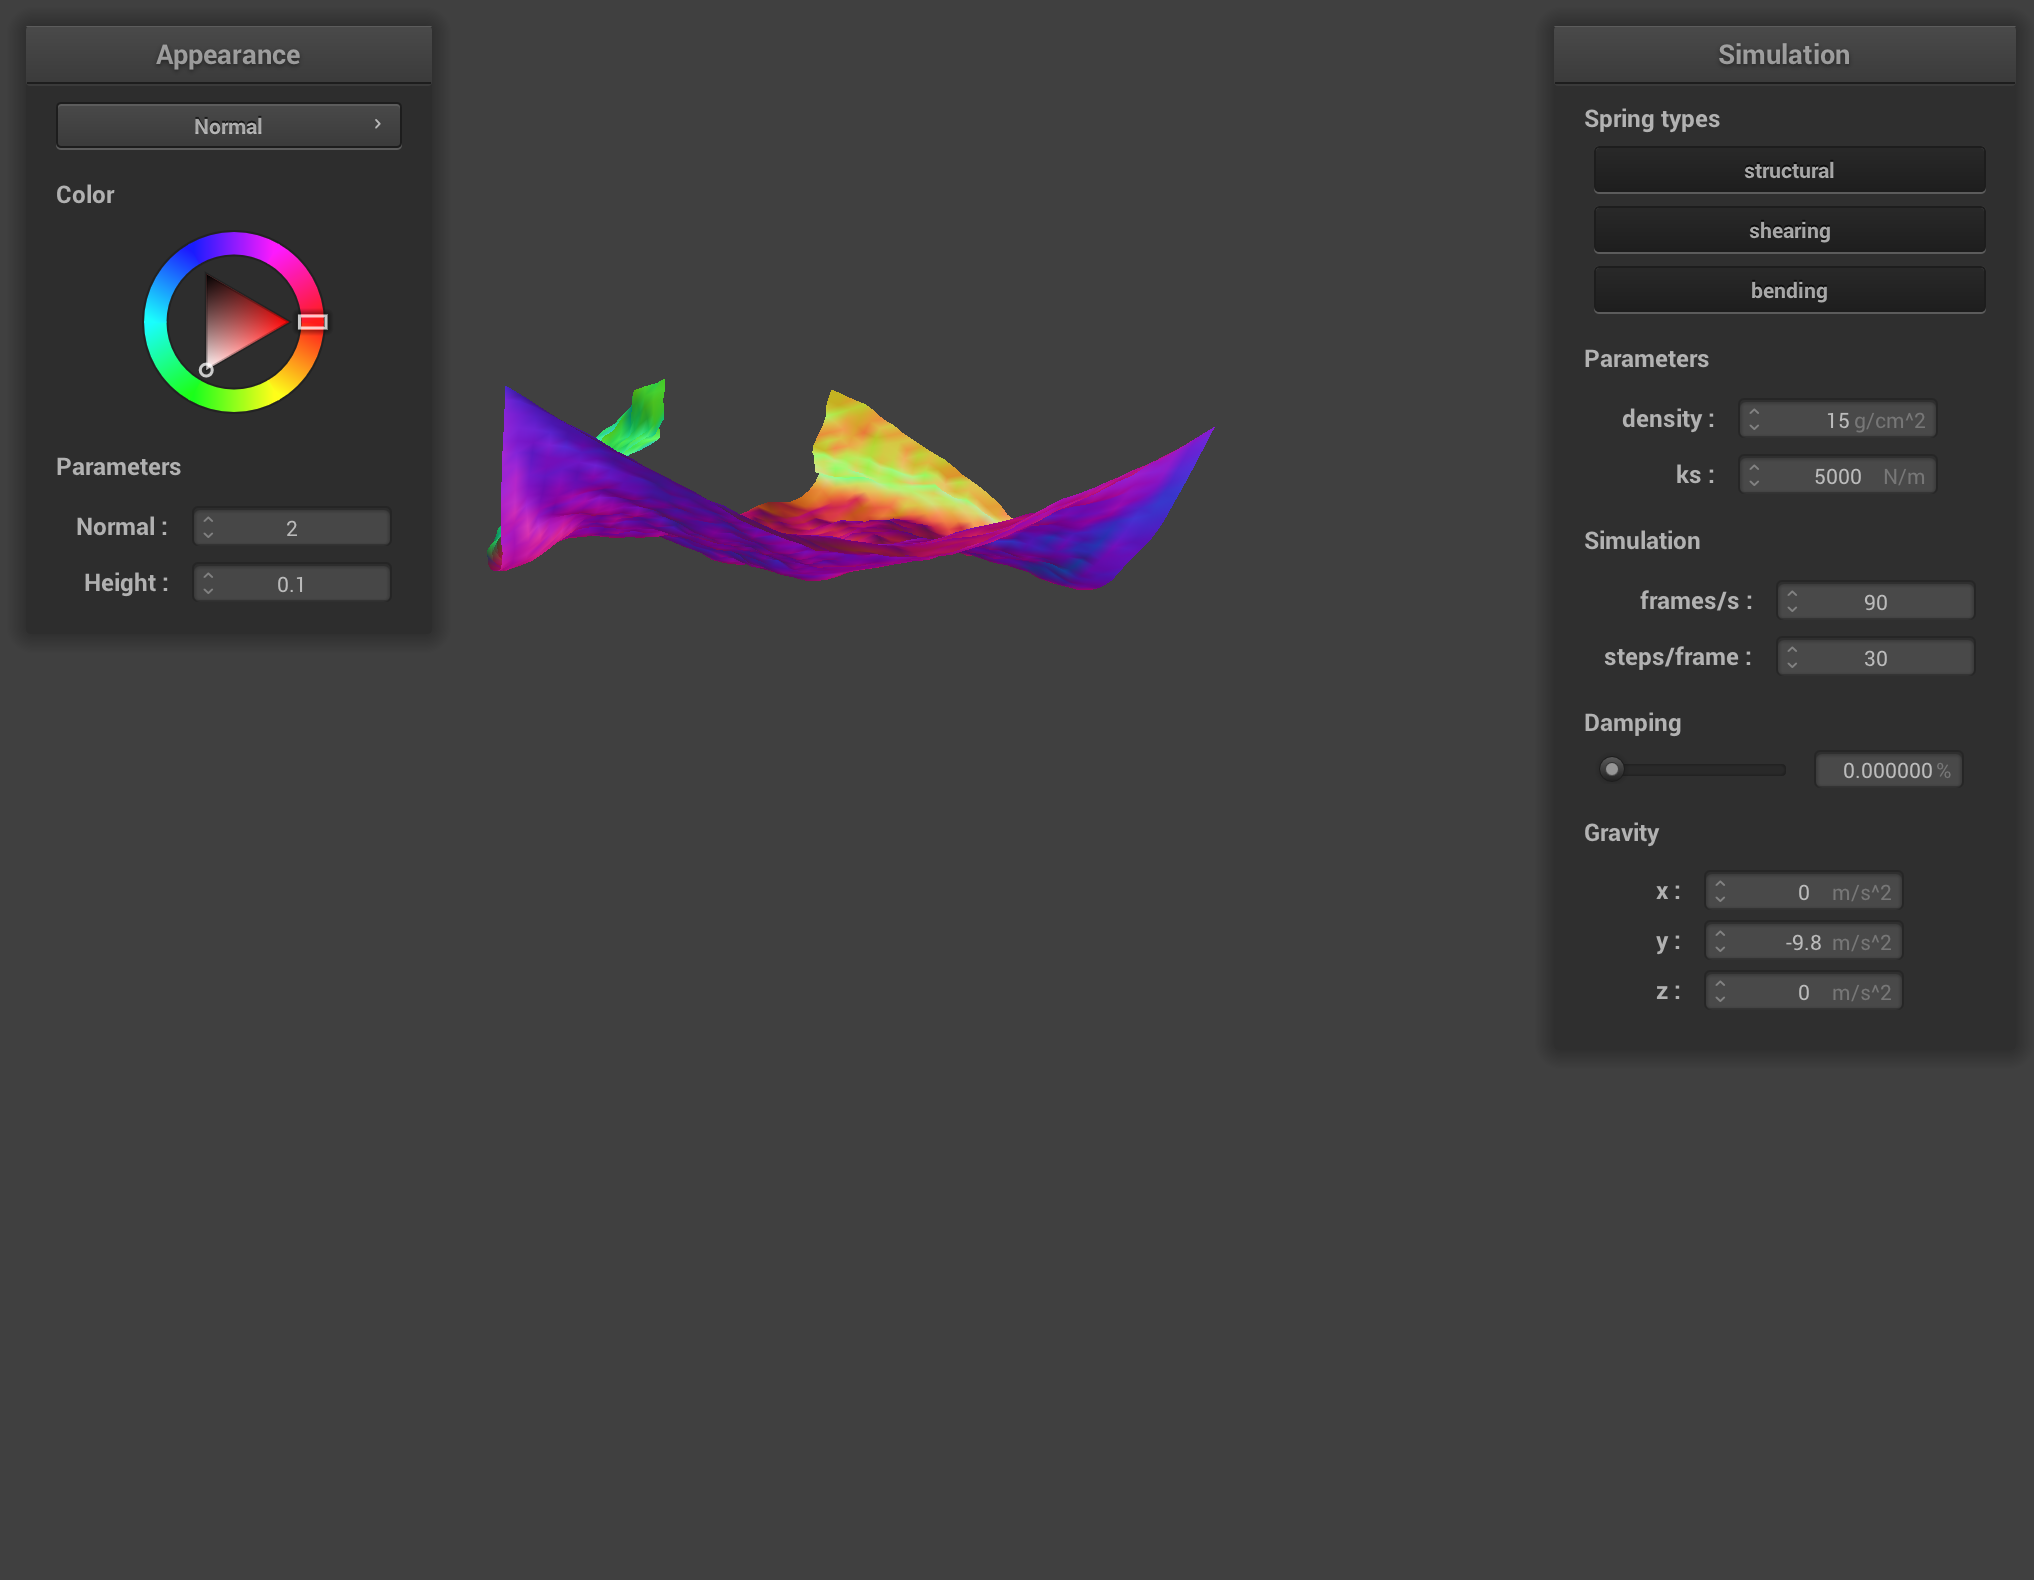 Appearance
Normal
Color
Parameters
Normal : 2
Height : 0.1
Simulation
Spring types
structural
shearing
bending
Parameters
density : 15 g/cm^2
ks : 5000 N/m
Simulation
frames/s : 90
steps/frame : 30
Damping
0.000000 %
Gravity
x : 0 m/s^2
y : -9.8 m/s^2
z : 0 m/s^2